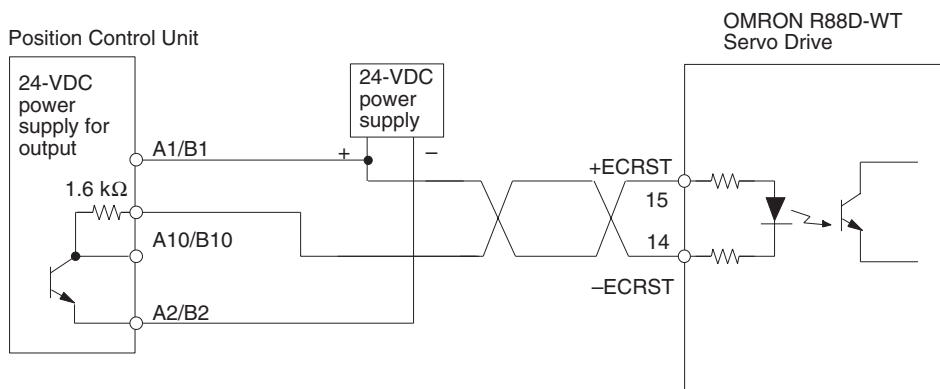 Position Control Unit
24-VDC
power
supply for
output
1.6 kΩ
A1/B1
A10/B10
A2/B2
24-VDC
power
supply
+
–
OMRON R88D-WT
Servo Drive
+ECRST
15
14
–ECRST